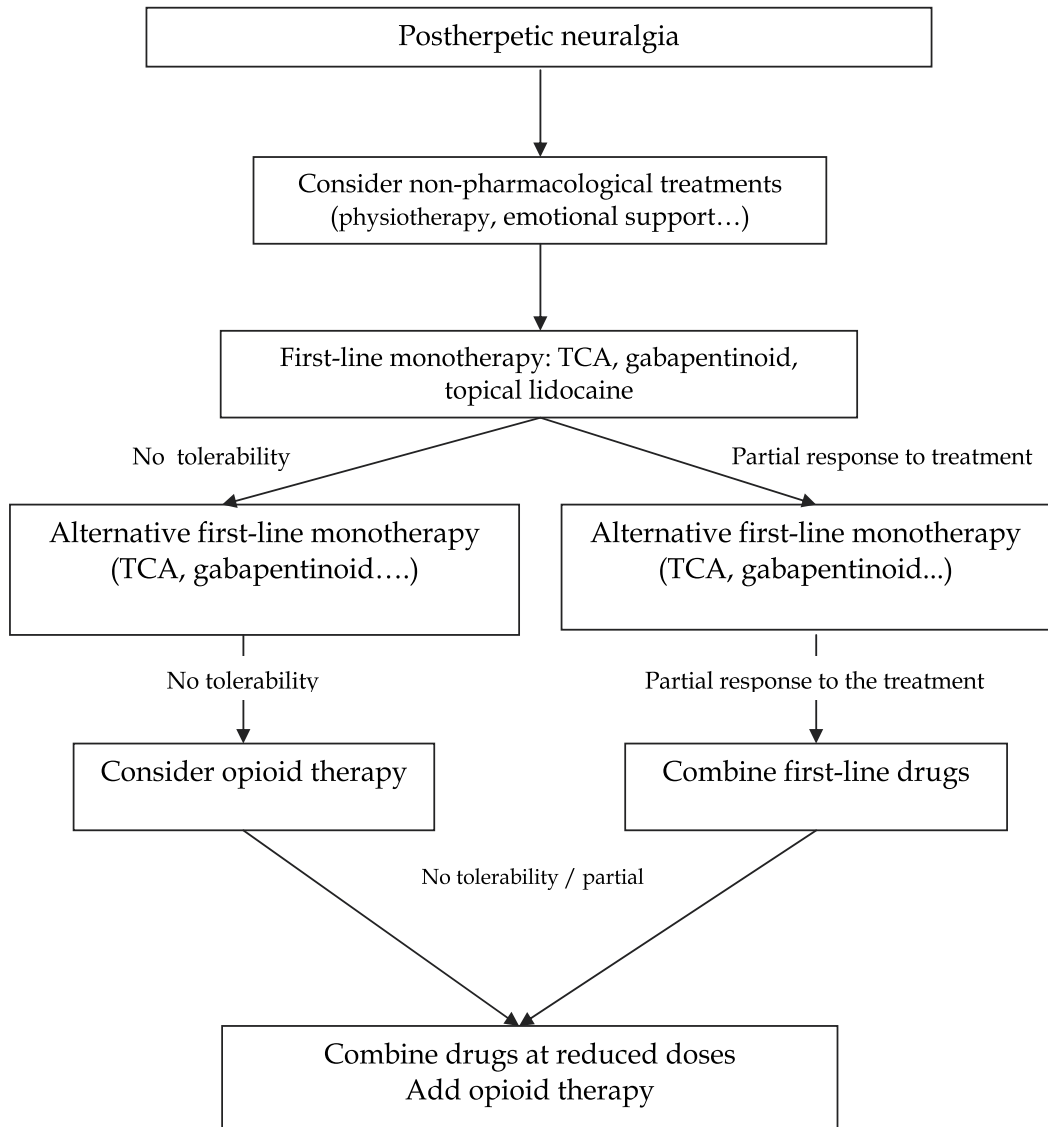 Postherpetic neuralgia
Consider non-pharmacological treatments
(physiotherapy, emotional support…)
First-line monotherapy: TCA, gabapentinoid,
topical lidocaine
No tolerability
Partial response to treatment
Alternative first-line monotherapy
(TCA, gabapentinoid….)
Alternative first-line monotherapy
(TCA, gabapentinoid...)
No tolerability
Partial response to the treatment
Consider opioid therapy
Combine first-line drugs
No tolerability / partial
Combine drugs at reduced doses
Add opioid therapy